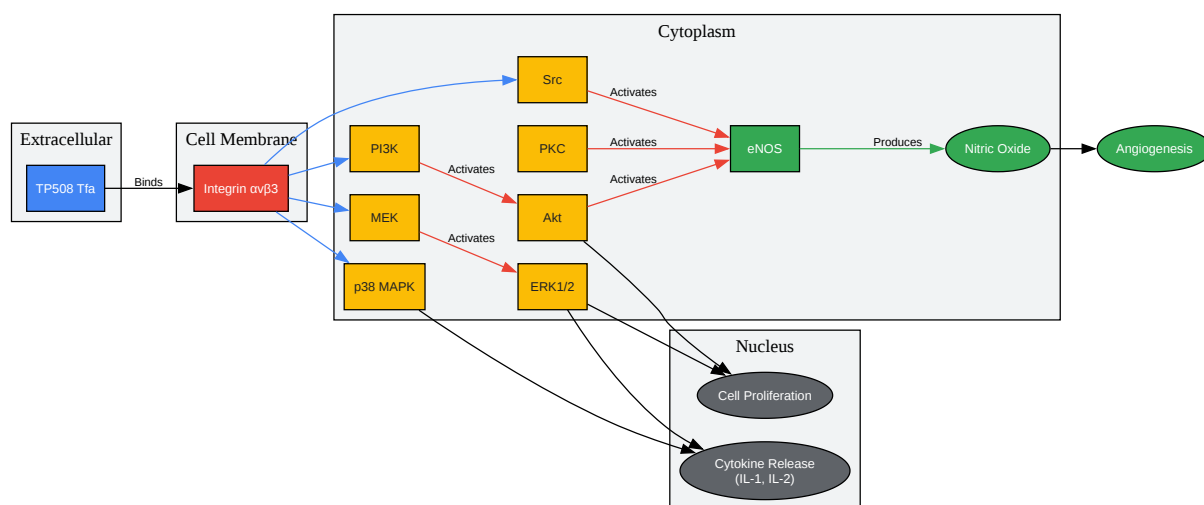 Cytoplasm
Src
Activates
Extracellular
Cell Membrane
PI3K
PKC
Activates
eNOS
Produces
Nitric Oxide
Angiogenesis
TP508 Tfa
Binds
Integrin αvβ3
Activates
Activates
MEK
Akt
Activates
p38 MAPK
ERK1/2
Nucleus
Cell Proliferation
Cytokine Release
(IL-1, IL-2)